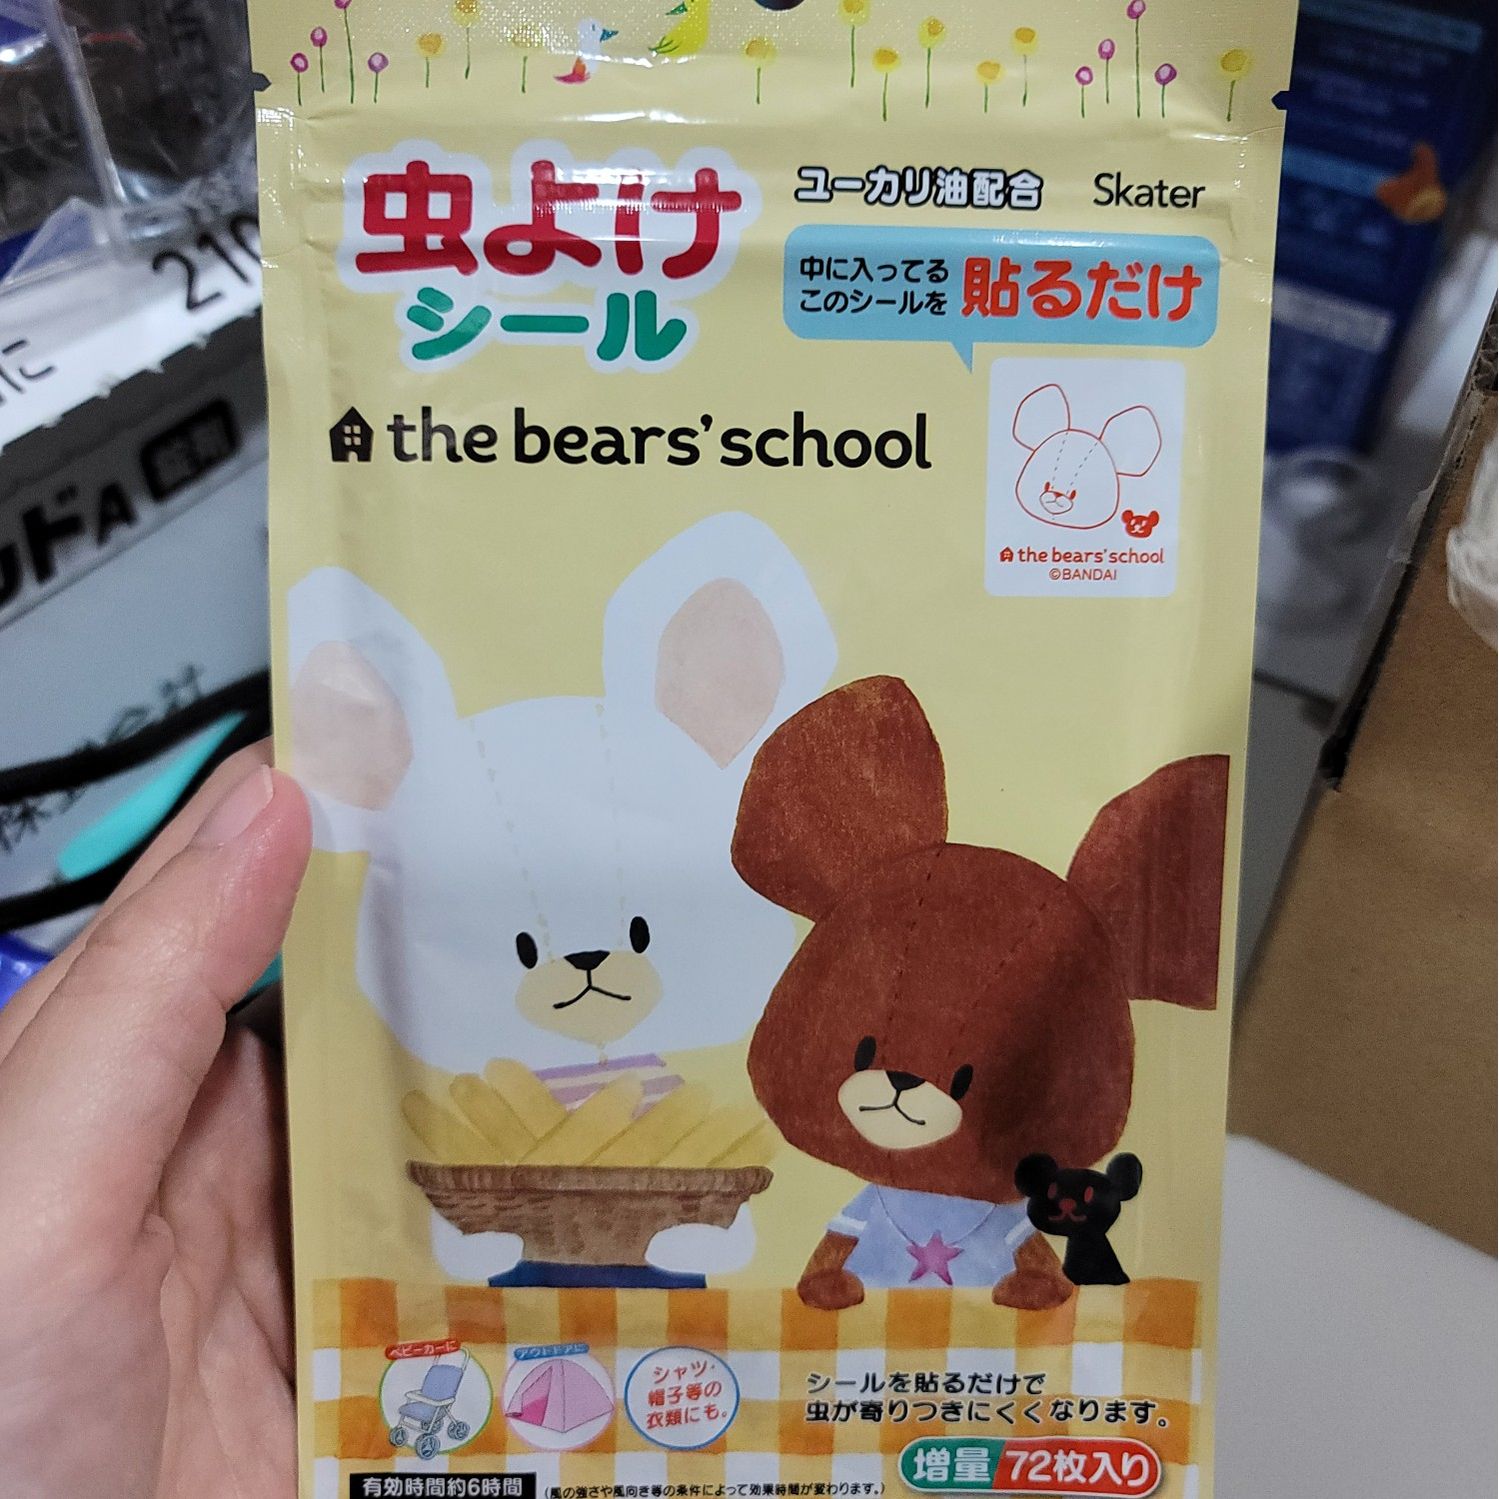 虫よけ
シール
ユーカリ油配合
Skater
中に入ってる
このシールを
貼るだけ
the bears' school
the bears' school
©BANDAI
ベビーカーに
アウトドアに
シャツ・
帽子等の
衣類にも。
シールを貼るだけで
虫が寄りつきにくくなります。
増量 72枚入り
有効時間約6時間
(風の強さや風向き等の条件によって効果時間が変わります。)
210
に
ドA
錠剤